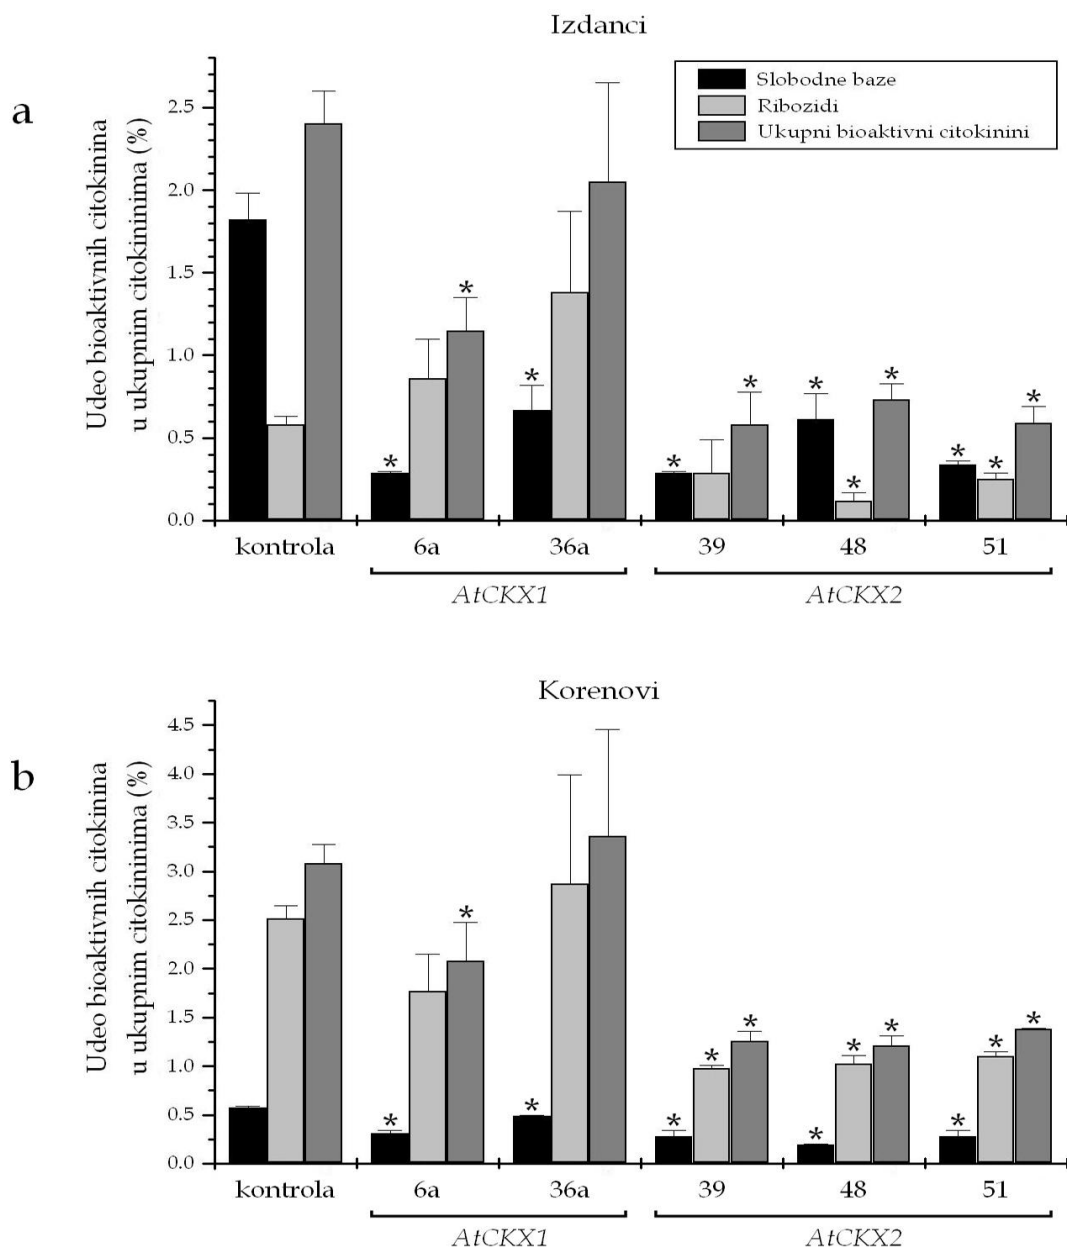 Izdanci
a
Slobodne baze
Ribozidi
Ukupni bioaktivni citokinini
Udeo bioaktivnih citokinina
u ukupnim citokininima (%)
2.5
2.0
1.5
1.0
0.5
0.0
* * * * * * * * * *
kontrola 6a 36a 39 48 51
AtCKX1 AtCKX2
Korenovi
b
Udeo bioaktivnih citokinina
u ukupnim citokininima (%)
4.5
4.0
3.5
3.0
2.5
2.0
1.5
1.0
0.5
0.0
* * * * * * * * * * * *
kontrola 6a 36a 39 48 51
AtCKX1 AtCKX2